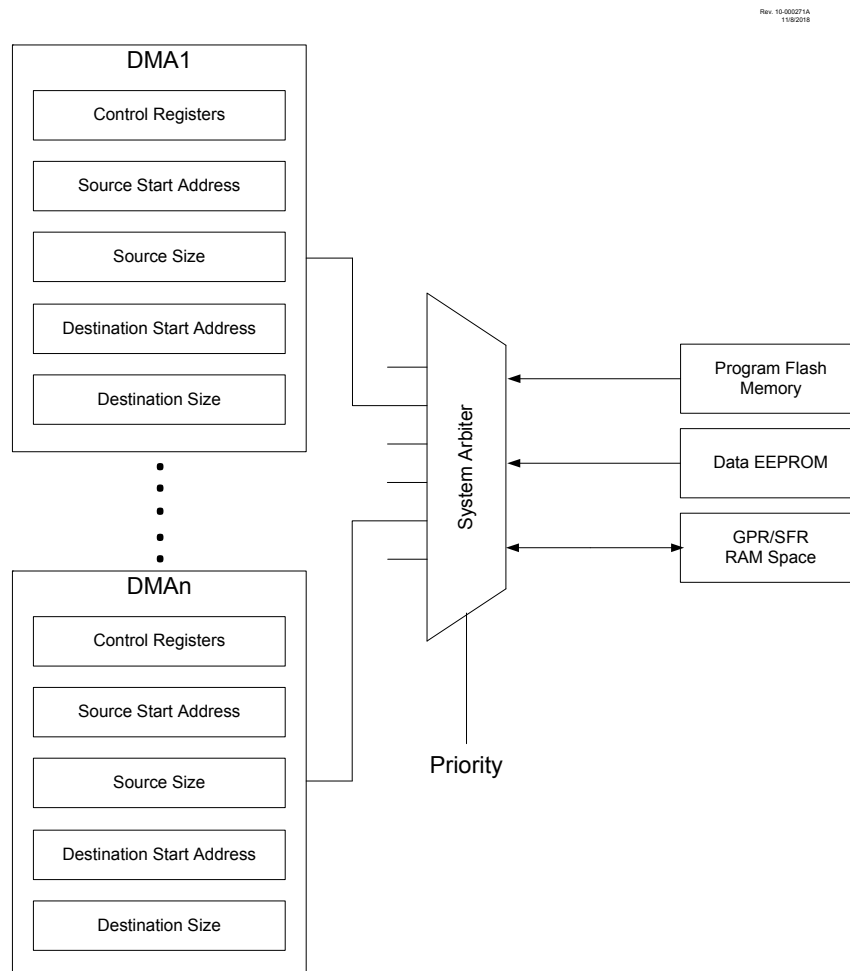 Rev. 10-000271A
11/8/2018
DMA1
Control Registers
Source Start Address
Source Size
Destination Start Address
Destination Size
System Arbiter
Program Flash
Memory
Data EEPROM
GPR/SFR
RAM Space
Priority
DMAn
Control Registers
Source Start Address
Source Size
Destination Start Address
Destination Size